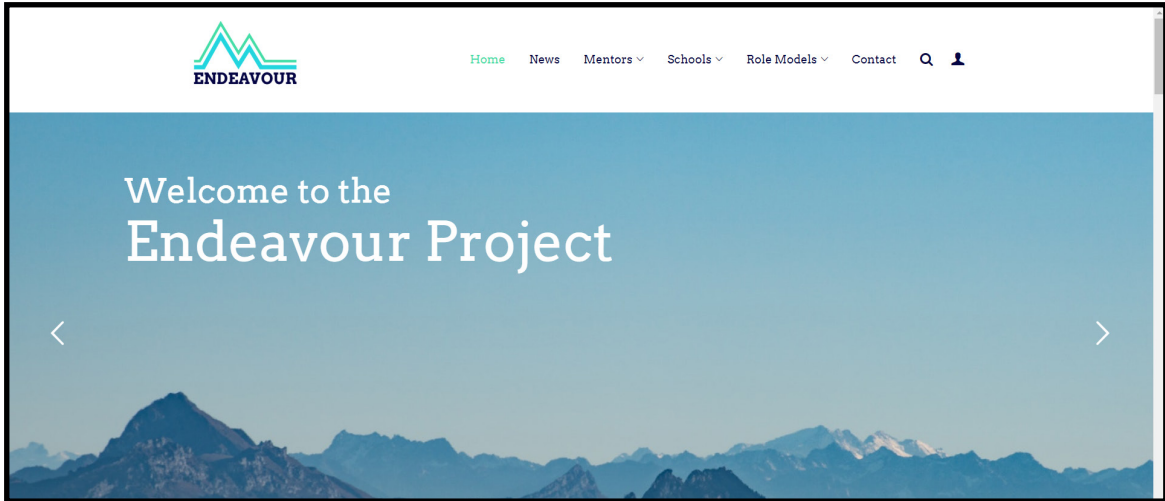 ENDEAVOUR
Home News Mentors Schools Role Models Contact
Welcome to the
Endeavour Project